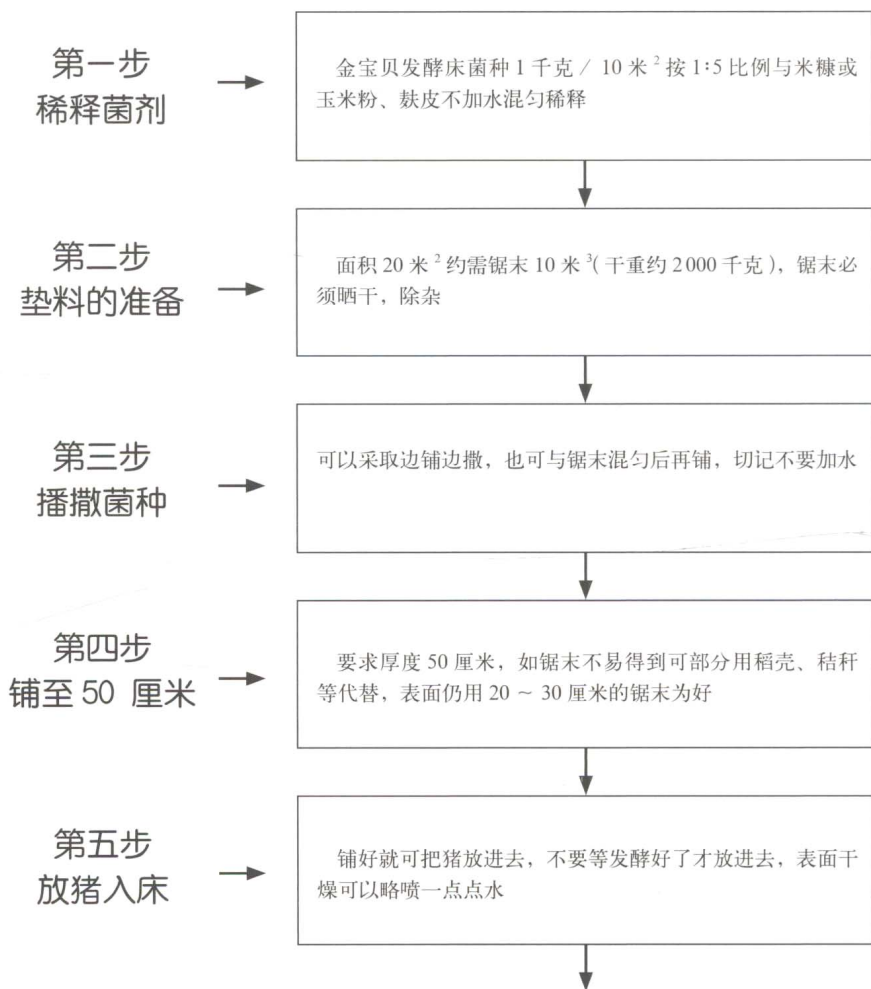 第一步
稀释菌剂
金宝贝发酵床菌种 1 千克 / 10 米² 按 1:5 比例与米糠或
玉米粉、麸皮不加水混匀稀释
第二步
垫料的准备
面积 20 米² 约需锯末 10 米³(干重约 2 000 千克)，锯末必
须晒干，除杂
第三步
播撒菌种
可以采取边铺边撒，也可与锯末混匀后再铺，切记不要加水
第四步
铺至 50 厘米
要求厚度 50 厘米，如锯末不易得到可部分用稻壳、秸秆
等代替，表面仍用 20 ～ 30 厘米的锯末为好
第五步
放猪入床
铺好就可把猪放进去，不要等发酵好了才放进去，表面干
燥可以略喷一点点水